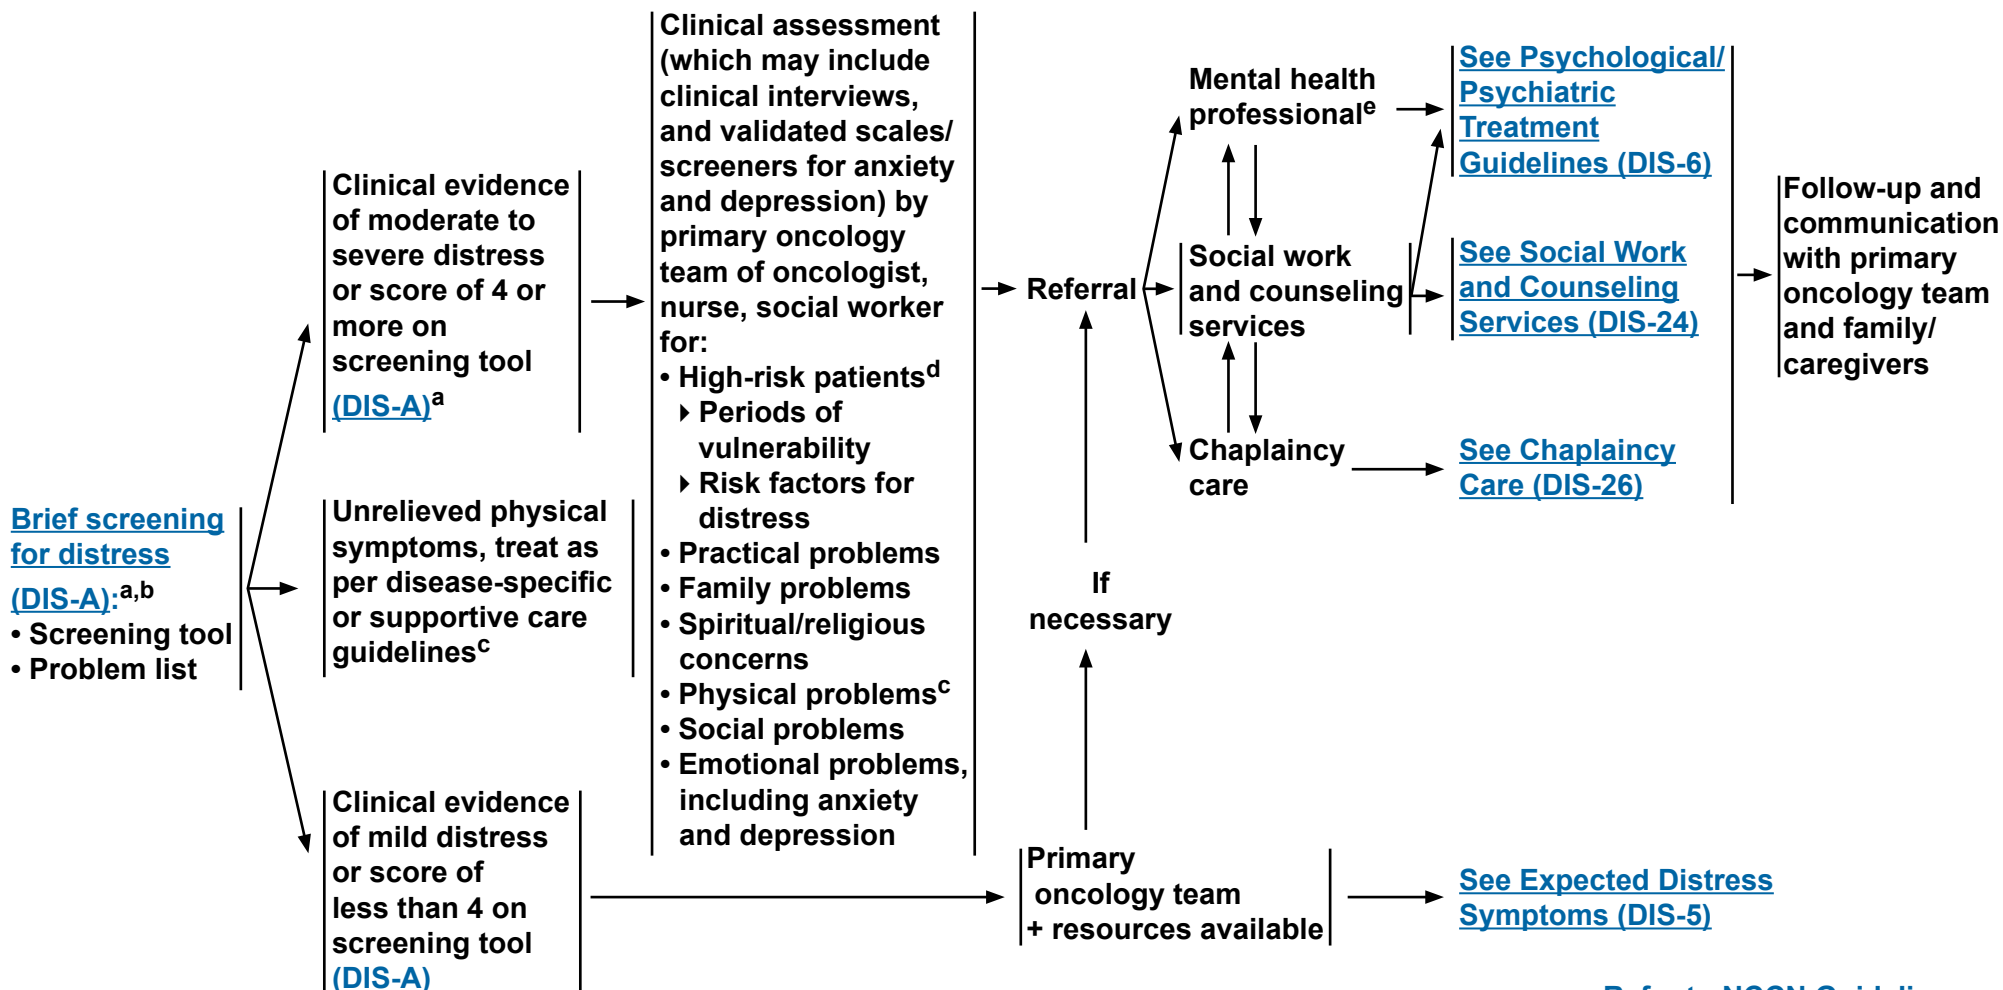 Brief screening
for distress
(DIS-A):a,b
• Screening tool
• Problem list
Clinical evidence
of moderate to
severe distress
or score of 4 or
more on
screening tool
(DIS-A)a
Unrelieved physical
symptoms, treat as
per disease-specific
or supportive care
guidelinesc
Clinical evidence
of mild distress
or score of
less than 4 on
screening tool
(DIS-A)
Clinical assessment
(which may include
clinical interviews,
and validated scales/
screeners for anxiety
and depression) by
primary oncology
team of oncologist,
nurse, social worker
for:
• High-risk patientsd
Periods of
vulnerability
Risk factors for
distress
• Practical problems
• Family problems
• Spiritual/religious
concerns
• Physical problemsc
• Social problems
• Emotional problems,
including anxiety
and depression
Referral
If
necessary
Primary
oncology team
+ resources available
Mental health
professionale
Social work
and counseling
services
Chaplaincy
care
See Psychological/
Psychiatric
Treatment
Guidelines (DIS-6)
See Social Work
and Counseling
Services (DIS-24)
See Chaplaincy
Care (DIS-26)
See Expected Distress
Symptoms (DIS-5)
Follow-up and
communication
with primary
oncology team
and family/
caregivers